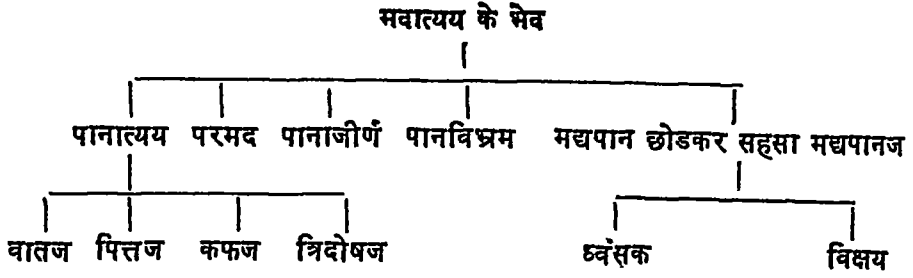 मदात्यय के भेद
पानात्यय परमद पानाजीर्ण पानविभ्रम मद्यपान छोडकर सहसा मद्यपानज
वातज पित्तज कफज त्रिदोषज ध्वंसक विक्षय